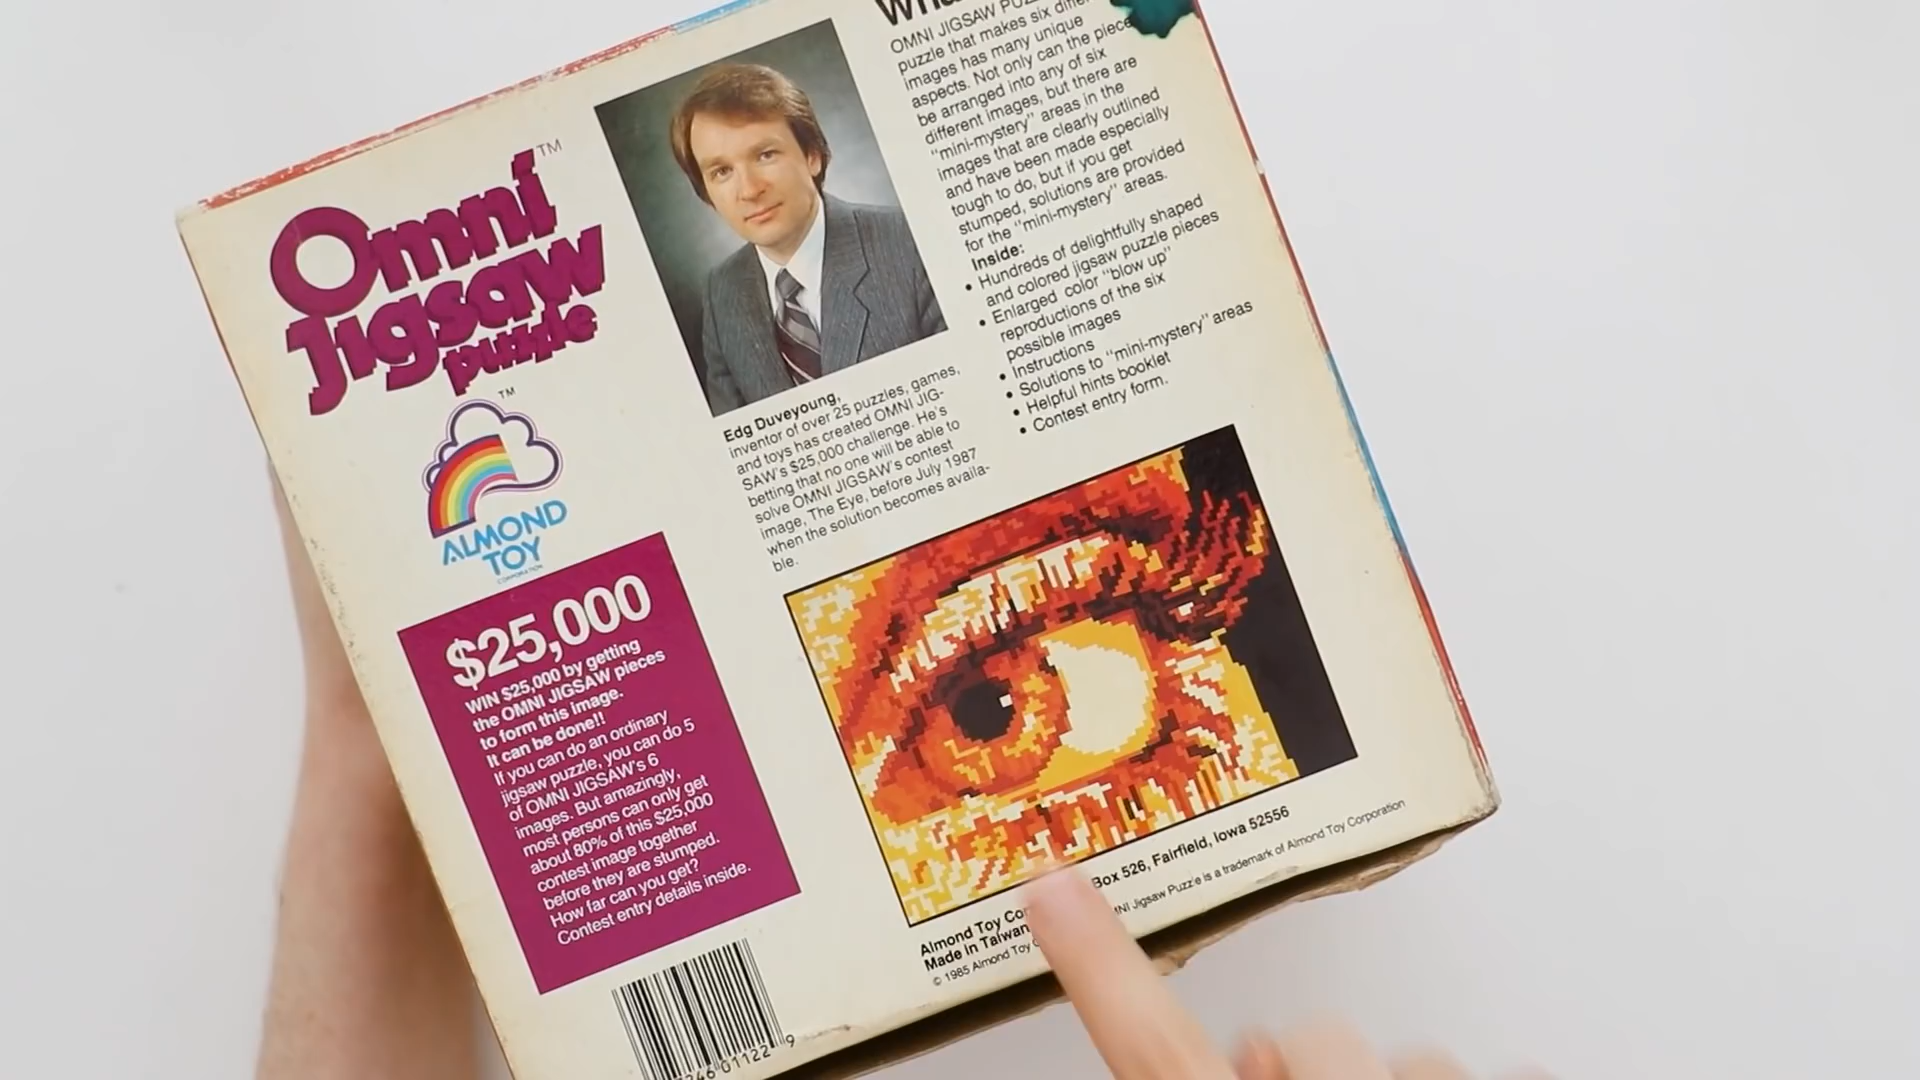 Omni
Jigsaw
puzzle
TM
TM
ALMOND
TOY
CORPORATION
$25,000
WIN $25,000 by getting
the OMNI JIGSAW pieces
to form this image.
It can be done!!
If you can do an ordinary
jigsaw puzzle, you can do 5
of OMNI JIGSAW's 6
images. But amazingly,
most persons can only get
about 80% of this $25,000
contest image together
before they are stumped.
How far can you get?
Contest entry details inside.
Edg Duveyoung,
inventor of over 25 puzzles, games,
and toys has created OMNI JIG-
SAW's $25,000 challenge. He's
betting that no one will be able to
solve OMNI JIGSAW's contest
image, The Eye, before July 1987
when the solution becomes availa-
ble.
OMNI JIGSAW
puzzle that makes six
images has many unique
aspects. Not only can the
be arranged into any of six
different images, but there are
"mini-mystery" areas in the
images that are clearly outlined
and have been made especially
tough to do, but if you get
stumped, solutions are provided
for the "mini-mystery" areas.
Inside:
• Hundreds of delightfully shaped
and colored jigsaw puzzle pieces
• Enlarged color "blow up"
reproductions of the six
possible images
• Instructions
• Solutions to "mini-mystery" areas
• Helpful hints booklet
• Contest entry form.
Almond Toy Box 526, Fairfield, Iowa 52556
Made in Taiwan
© 1985 Almond Toy Jigsaw Puzzle is a trademark of Almond Toy Corporation
01122 9